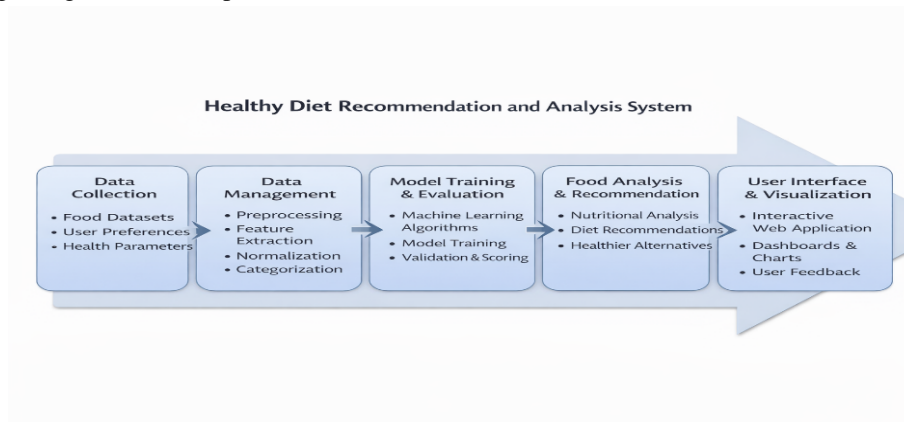 Healthy Diet Recommendation and Analysis System
Data
Collection
• Food Datasets
• User Preferences
• Health Parameters
Data
Management
• Preprocessing
• Feature
Extraction
• Normalization
• Categorization
Model Training
& Evaluation
• Machine Learning
Algorithms
• Model Training
• Validation & Scoring
Food Analysis
& Recommendation
• Nutritional Analysis
• Diet Recommendations
• Healthier Alternatives
User Interface
& Visualization
• Interactive
Web Application
• Dashboards &
Charts
• User Feedback